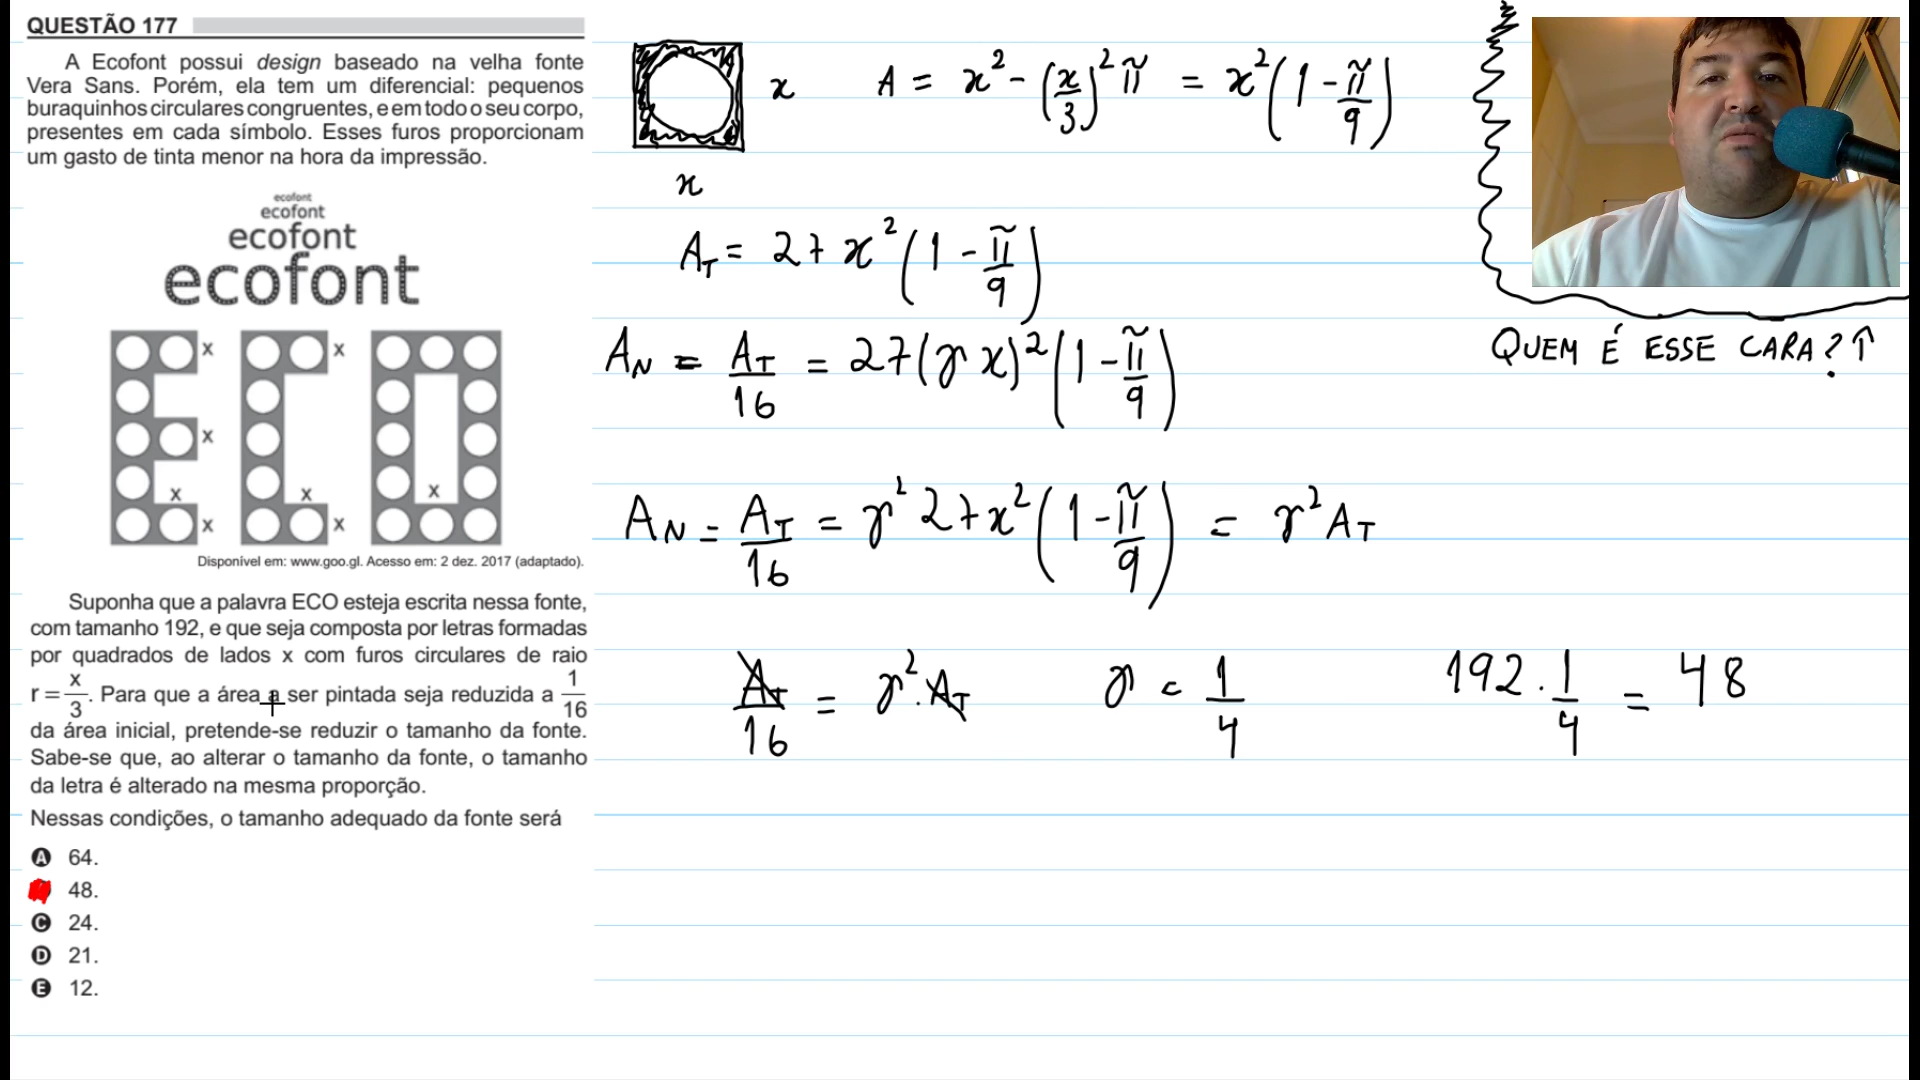 QUESTÃO 177
A Ecofont possui design baseado na velha fonte
Vera Sans. Porém, ela tem um diferencial: pequenos
buraquinhos circulares congruentes, e em todo o seu corpo,
presentes em cada símbolo. Esses furos proporcionam
um gasto de tinta menor na hora da impressão.
ecofont
ecofont
ecofont
ecofont
ECO
x x
x
x x x
x x
Disponível em: www.goo.gl. Acesso em: 2 dez. 2017 (adaptado).
Suponha que a palavra ECO esteja escrita nessa fonte,
com tamanho 192, e que seja composta por letras formadas
por quadrados de lados x com furos circulares de raio
r = x/3. Para que a área a ser pintada seja reduzida a 1/16
da área inicial, pretende-se reduzir o tamanho da fonte.
Sabe-se que, ao alterar o tamanho da fonte, o tamanho
da letra é alterado na mesma proporção.
Nessas condições, o tamanho adequado da fonte será
A 64.
48.
C 24.
D 21.
E 12.
x
x
A = x² - (x/3)² π = x² (1 - π/9)
A_T = 27 x² (1 - π/9)
A_N = A_T/16 = 27 (γ x)² (1 - π/9)
A_N = A_T/16 = γ² 27 x² (1 - π/9) = γ² A_T
A_T/16 = γ² . A_T γ = 1/4 192 . 1/4 = 48
QUEM É ESSE CARA? ↑